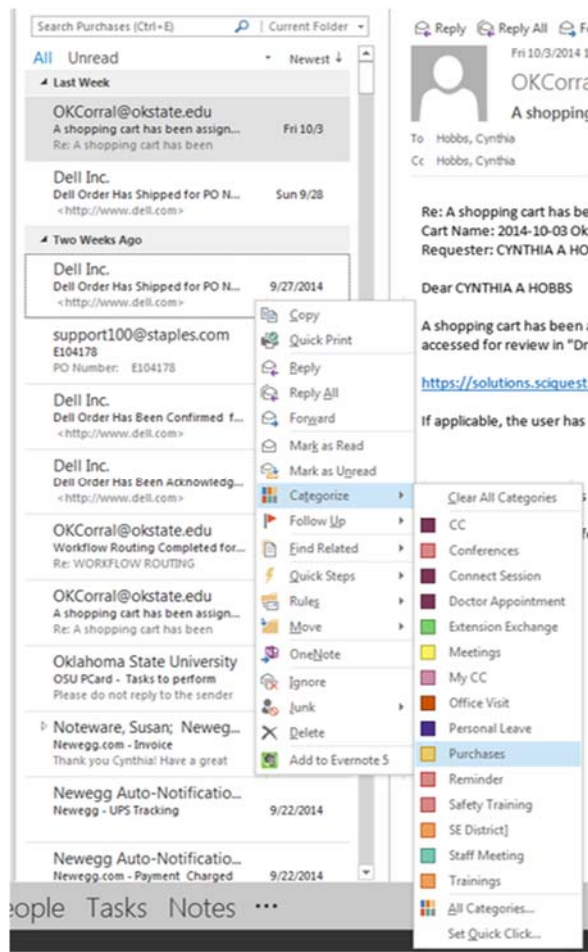 Search Purchases (Ctrl+E)
Current Folder
All Unread
Newest ↓
Last Week
OKCorral@okstate.edu
A shopping cart has been assign... Fri 10/3
Re: A shopping cart has been
Dell Inc.
Dell Order Has Shipped for PO N... Sun 9/28
<http://www.dell.com>
Two Weeks Ago
Dell Inc.
Dell Order Has Shipped for PO N... 9/27/2014
<http://www.dell.com>
support100@staples.com
E104178
PO Number: E104178
Dell Inc.
Dell Order Has Been Confirmed f...
<http://www.dell.com>
Dell Inc.
Dell Order Has Been Acknowledg...
<http://www.dell.com>
OKCorral@okstate.edu
Workflow Routing Completed for...
Re: WORKFLOW ROUTING
OKCorral@okstate.edu
A shopping cart has been assign...
Re: A shopping cart has been
Oklahoma State University
OSU PCard - Tasks to perform
Please do not reply to the sender
Noteware, Susan; Neweg...
Newegg.com - Invoice
Thank you Cynthia! Have a great
Newegg Auto-Notificatio...
Newegg - UPS Tracking 9/22/2014
Newegg Auto-Notificatio...
Newegg.com - Payment Charged 9/22/2014
eople Tasks Notes ...
Copy
Quick Print
Reply
Reply All
Forward
Mark as Read
Mark as Unread
Categorize
Follow Up
Find Related
Quick Steps
Rules
Move
OneNote
Ignore
Junk
Delete
Add to Evernote 5
Clear All Categories
CC
Conferences
Connect Session
Doctor Appointment
Extension Exchange
Meetings
My CC
Office Visit
Personal Leave
Purchases
Reminder
Safety Training
SE District]
Staff Meeting
Trainings
All Categories...
Set Quick Click...
Reply Reply All Fo
Fri 10/3/2014 1
OKCorra
A shopping
To Hobbs, Cynthia
Cc Hobbs, Cynthia
Re: A shopping cart has be
Cart Name: 2014-10-03 Ok
Requester: CYNTHIA A HO
Dear CYNTHIA A HOBBS
A shopping cart has been a
accessed for review in "Dr
https://solutions.sciquest
If applicable, the user has